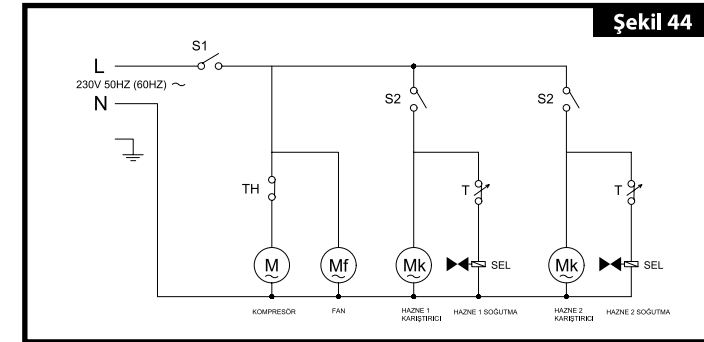 Şekil 44
S1
L
230V 50HZ (60HZ) ~
N
S2
S2
TH
T
T
M
Mf
Mk
SEL
Mk
SEL
KOMPRESÖR
FAN
HAZNE 1
KARIŞTIRICI
HAZNE 1 SOĞUTMA
HAZNE 2
KARIŞTIRICI
HAZNE 2 SOĞUTMA